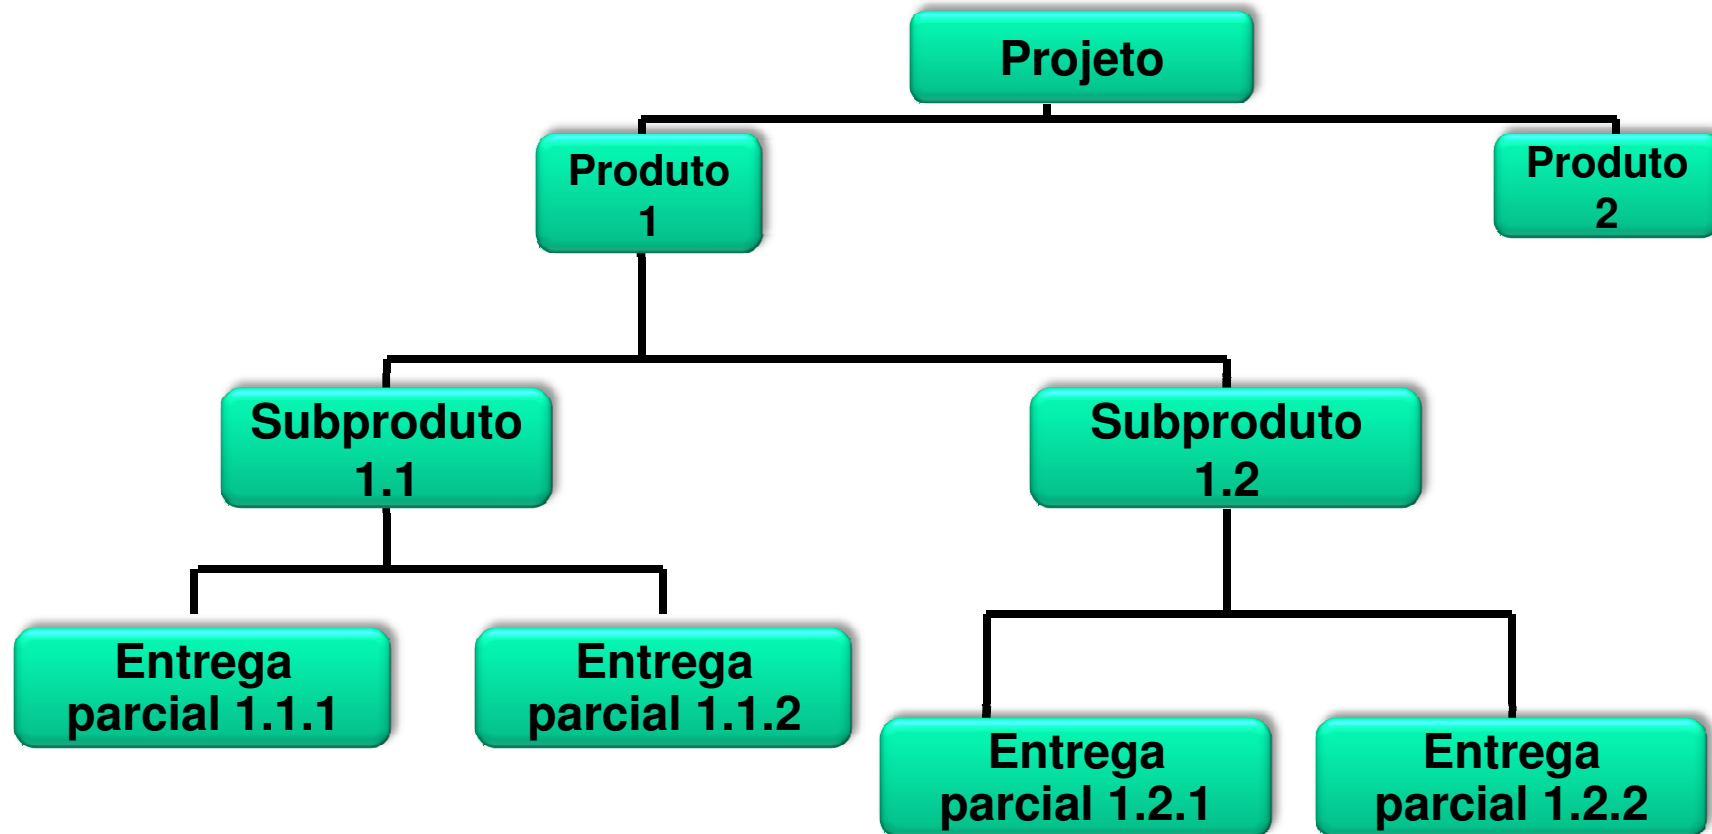 Projeto
Produto
1
Produto
2
Subproduto
1.1
Subproduto
1.2
Entrega
parcial 1.1.1
Entrega
parcial 1.1.2
Entrega
parcial 1.2.1
Entrega
parcial 1.2.2